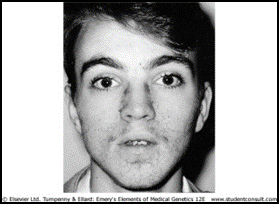 © Elsevier Ltd. Turnpenny & Ellard: Emery's Elements of Medical Genetics 12E www.studentconsult.com